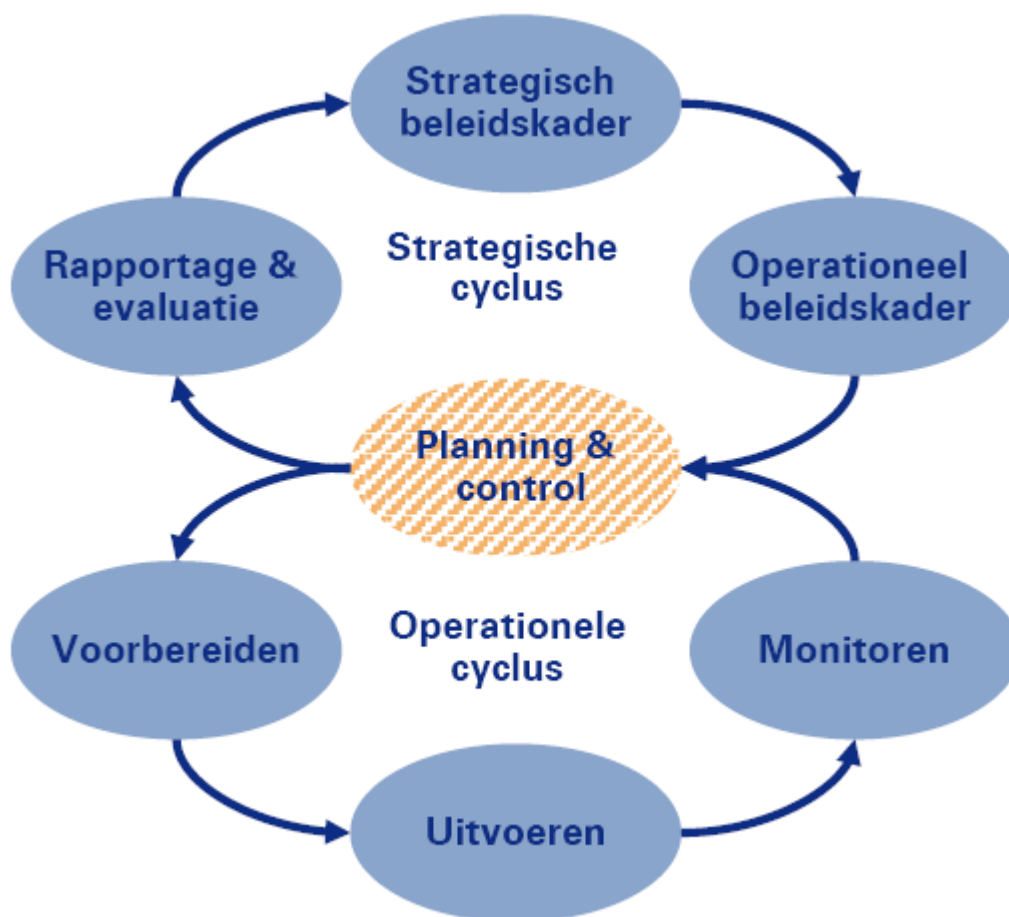 Strategisch
beleidskader
Rapportage &
evaluatie
Strategische
cyclus
Operationeel
beleidskader
Planning &
control
Voorbereiden
Operationele
cyclus
Monitoren
Uitvoeren